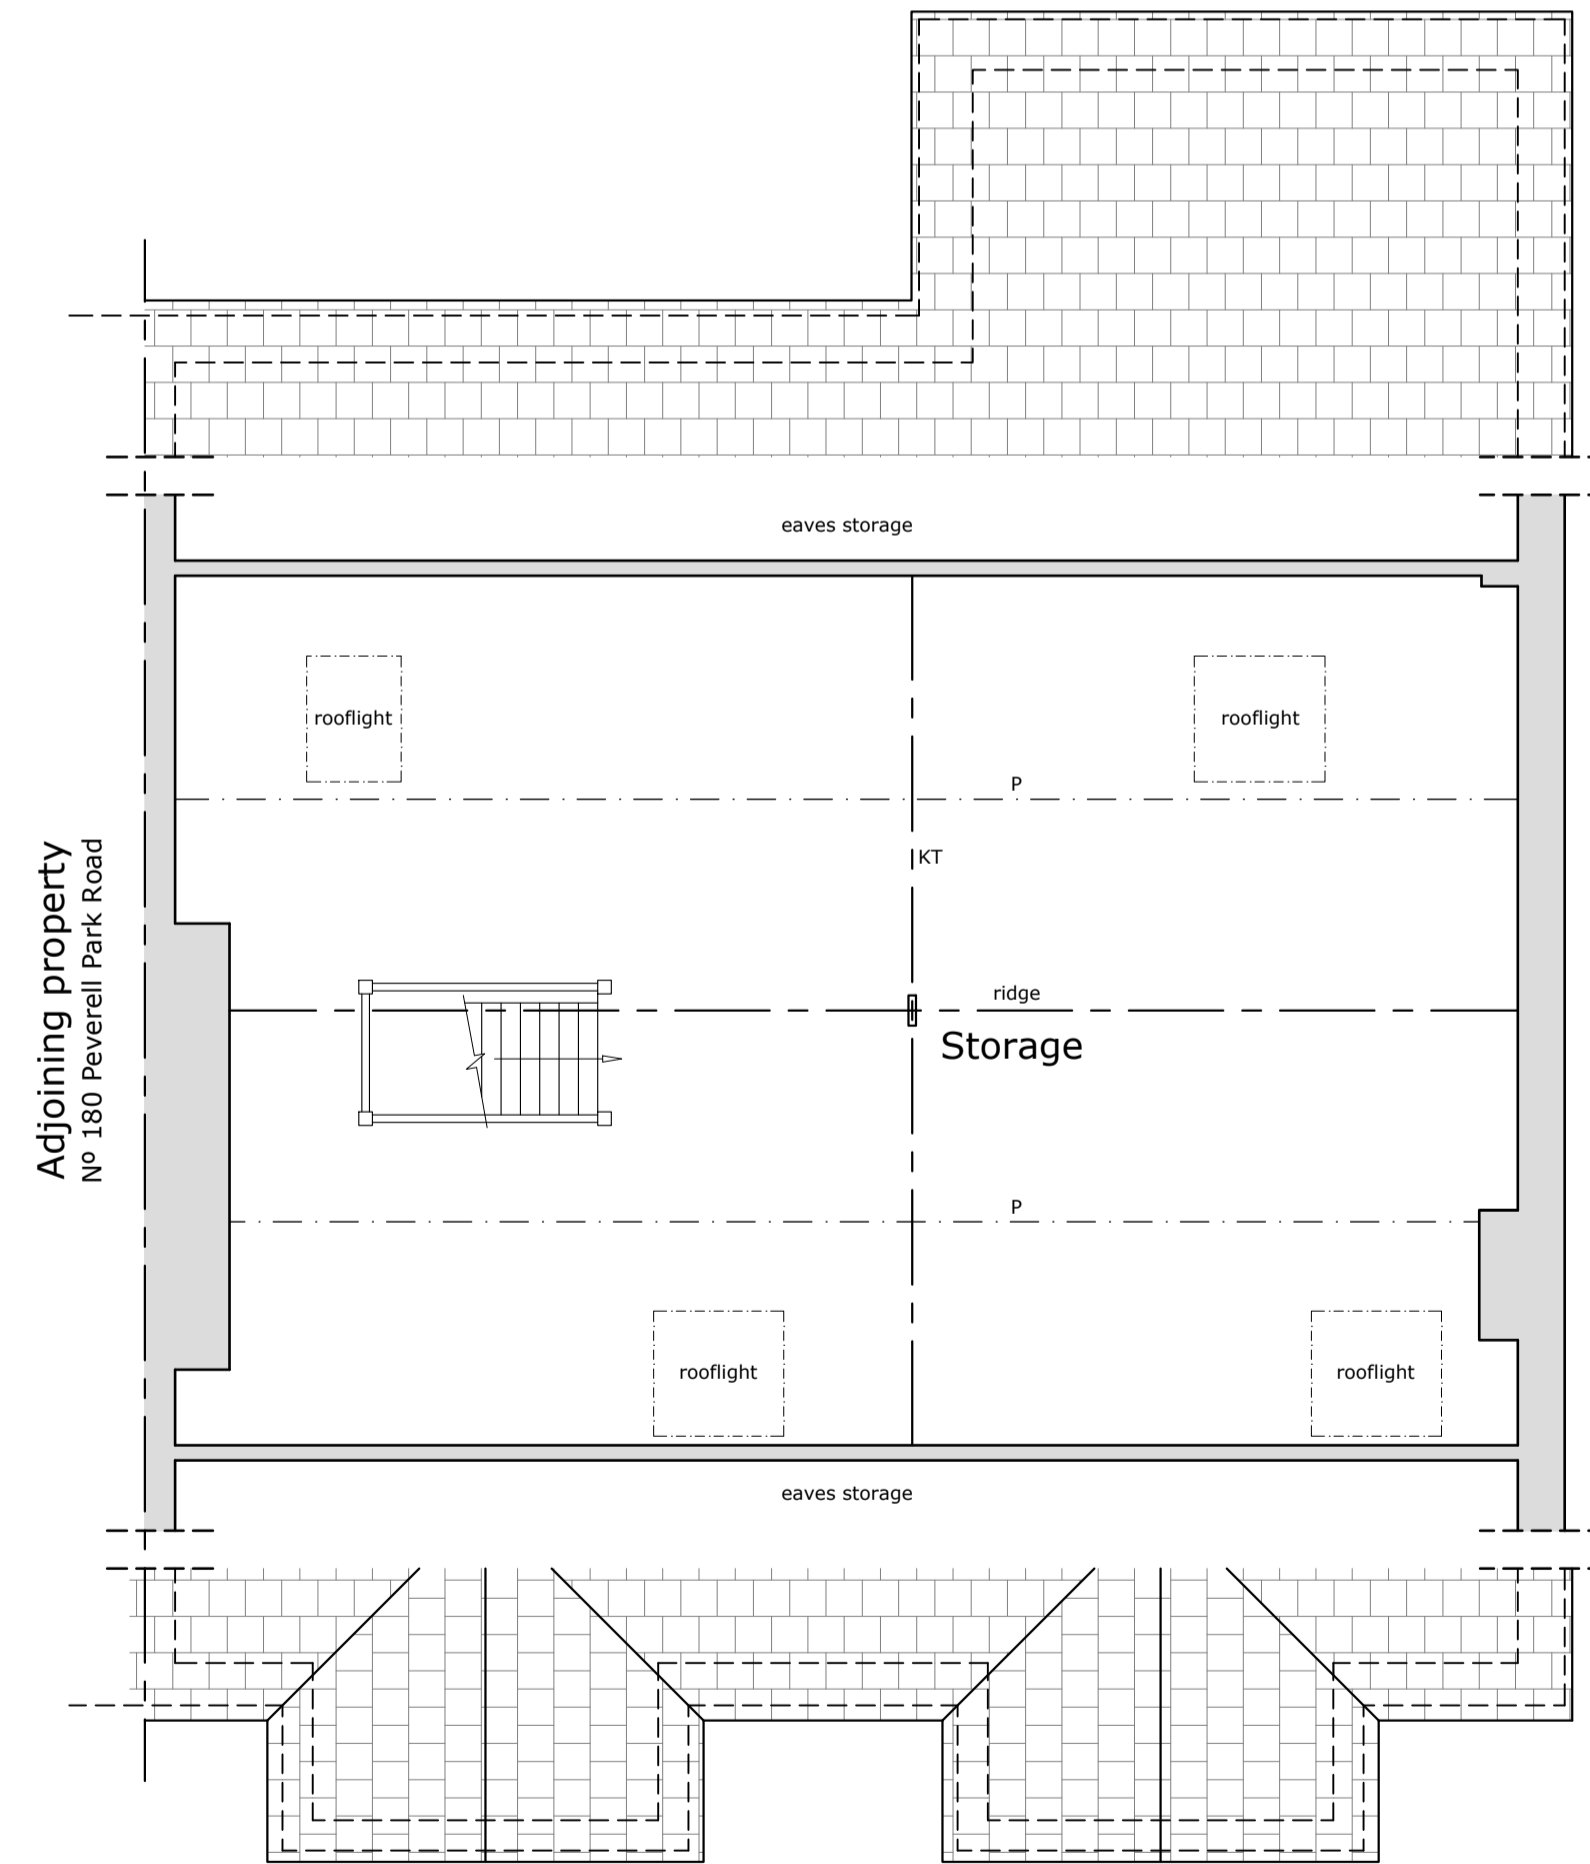 eaves storage
rooflight
rooflight
P
KT
Adjoining property
Nº 180 Peverell Park Road
ridge
Storage
P
rooflight
rooflight
eaves storage